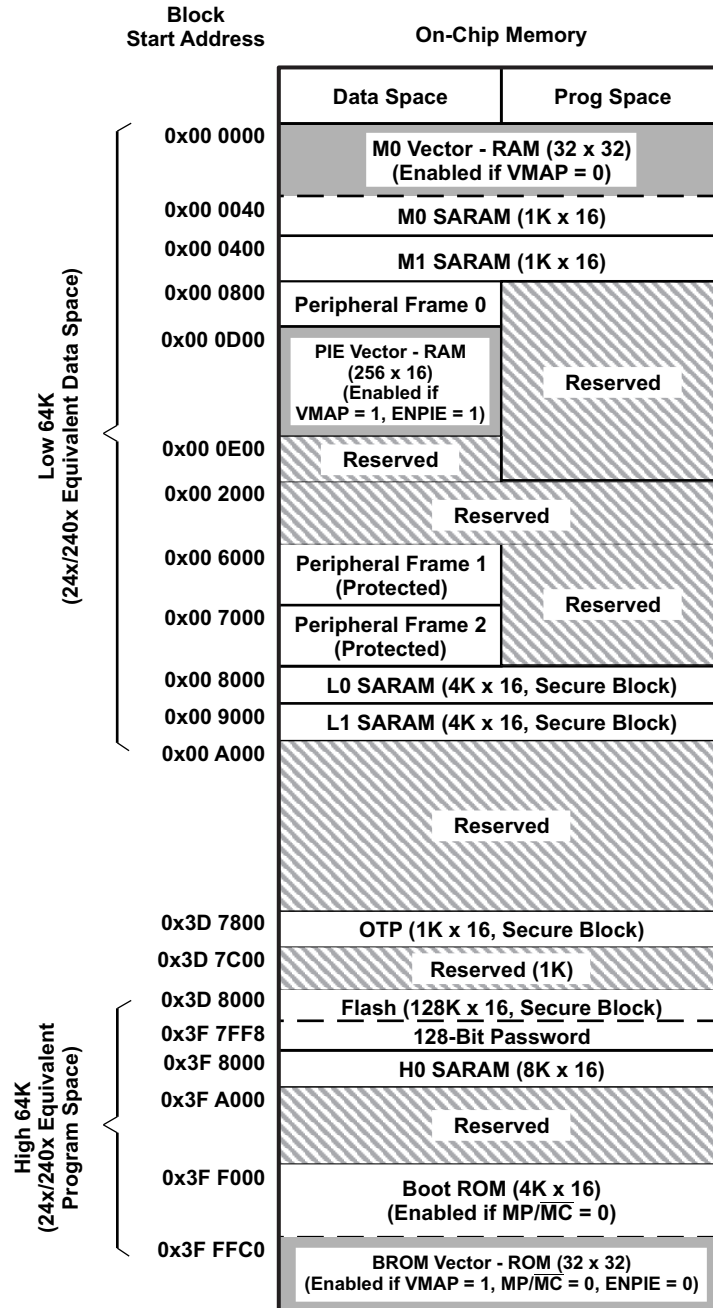 Block
Start Address
On-Chip Memory
Data Space
Prog Space
0x00 0000
M0 Vector - RAM (32 x 32)
(Enabled if VMAP = 0)
0x00 0040
M0 SARAM (1K x 16)
0x00 0400
M1 SARAM (1K x 16)
0x00 0800
Peripheral Frame 0
0x00 0D00
PIE Vector - RAM
(256 x 16)
(Enabled if
VMAP = 1, ENPIE = 1)
Reserved
0x00 0E00
Reserved
0x00 2000
Reserved
0x00 6000
Peripheral Frame 1
(Protected)
Reserved
0x00 7000
Peripheral Frame 2
(Protected)
0x00 8000
L0 SARAM (4K x 16, Secure Block)
0x00 9000
L1 SARAM (4K x 16, Secure Block)
0x00 A000
Reserved
Low 64K
(24x/240x Equivalent Data Space)
0x3D 7800
OTP (1K x 16, Secure Block)
0x3D 7C00
Reserved (1K)
0x3D 8000
Flash (128K x 16, Secure Block)
0x3F 7FF8
128-Bit Password
0x3F 8000
H0 SARAM (8K x 16)
0x3F A000
Reserved
0x3F F000
Boot ROM (4K x 16)
(Enabled if MP/M̅C̅ = 0)
0x3F FFC0
BROM Vector - ROM (32 x 32)
(Enabled if VMAP = 1, MP/M̅C̅ = 0, ENPIE = 0)
High 64K
(24x/240x Equivalent
Program Space)